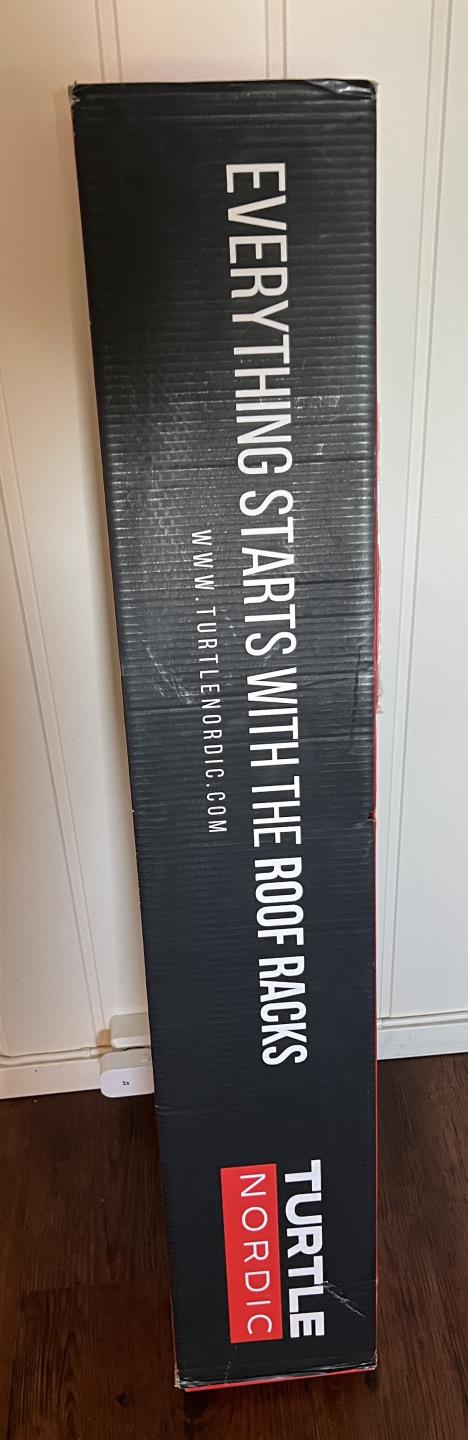 EVERYTHING STARTS WITH THE ROOF RACKS
WWW.TURTLENORDIC.COM
TURTLE
NORDIC